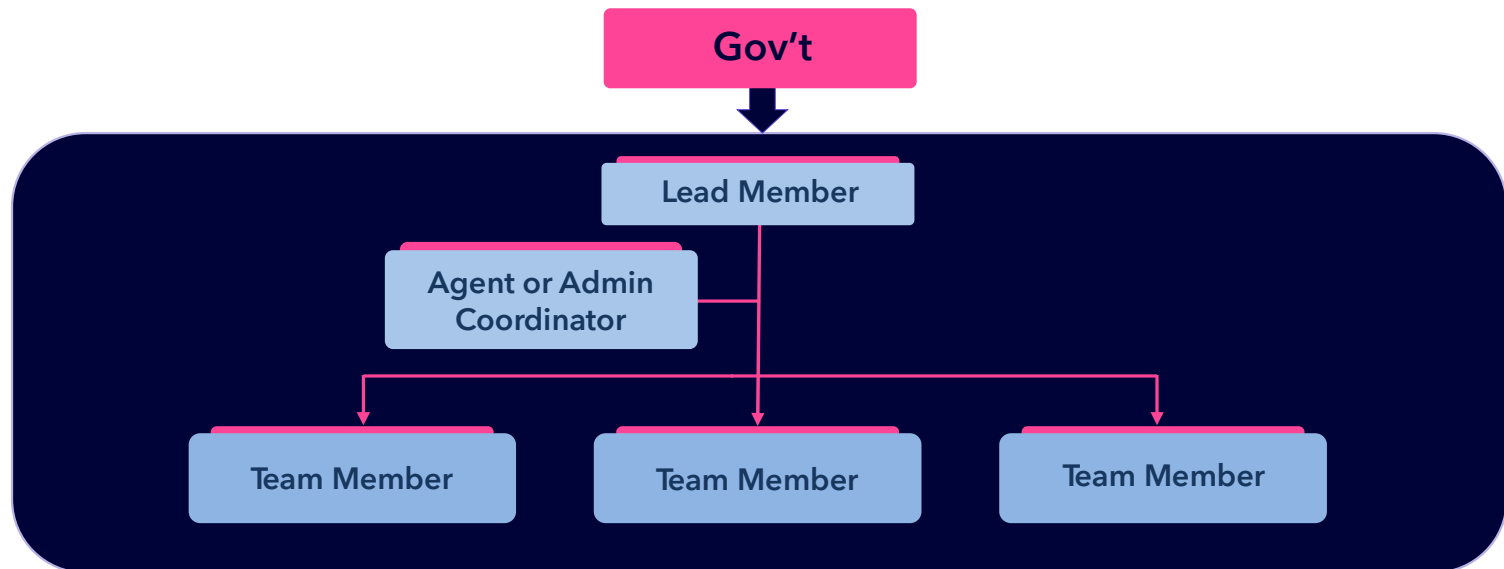 Gov’t
Lead Member
Agent or Admin
Coordinator
Team Member
Team Member
Team Member